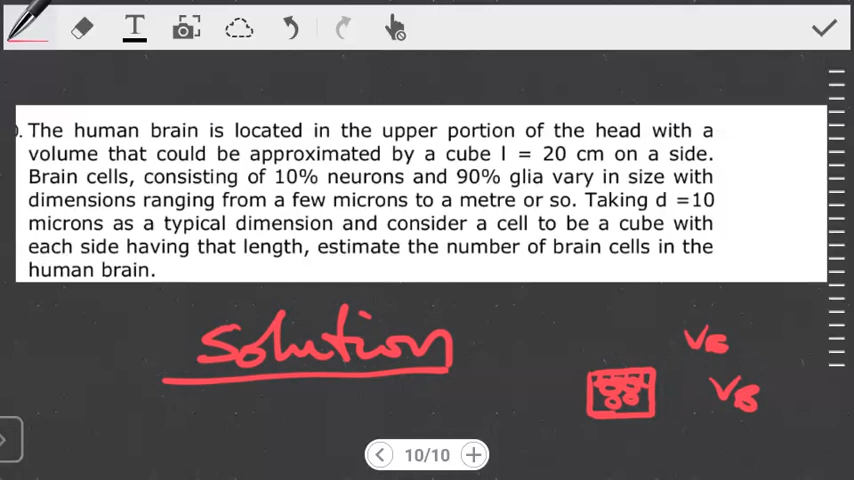 T
. The human brain is located in the upper portion of the head with a
volume that could be approximated by a cube l = 20 cm on a side.
Brain cells, consisting of 10% neurons and 90% glia vary in size with
dimensions ranging from a few microns to a metre or so. Taking d =10
microns as a typical dimension and consider a cell to be a cube with
each side having that length, estimate the number of brain cells in the
human brain.
Solution
10/10